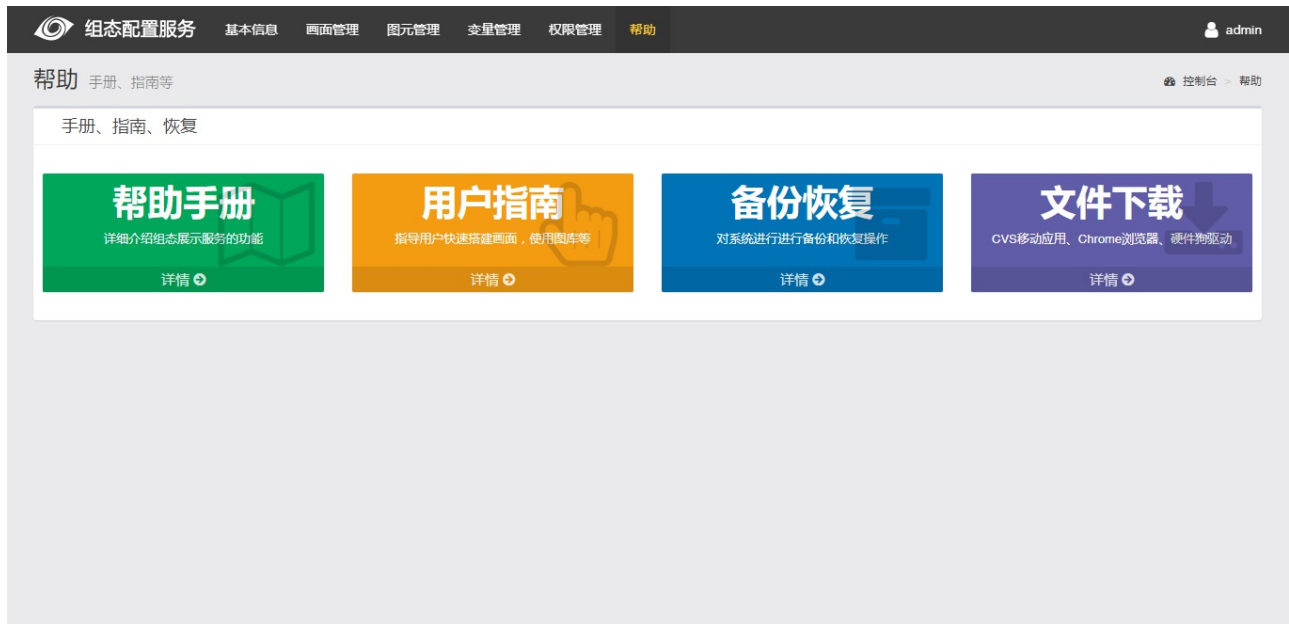 组态配置服务 基本信息 画面管理 图元管理 变量管理 权限管理 帮助 admin
帮助 手册、指南等 控制台 > 帮助
手册、指南、恢复
帮助手册
详细介绍组态展示服务的功能
详情
用户指南
指导用户快速搭建画面，使用图库等
详情
备份恢复
对系统进行进行备份和恢复操作
详情
文件下载
CVS移动应用、Chrome浏览器、硬件狗驱动
详情